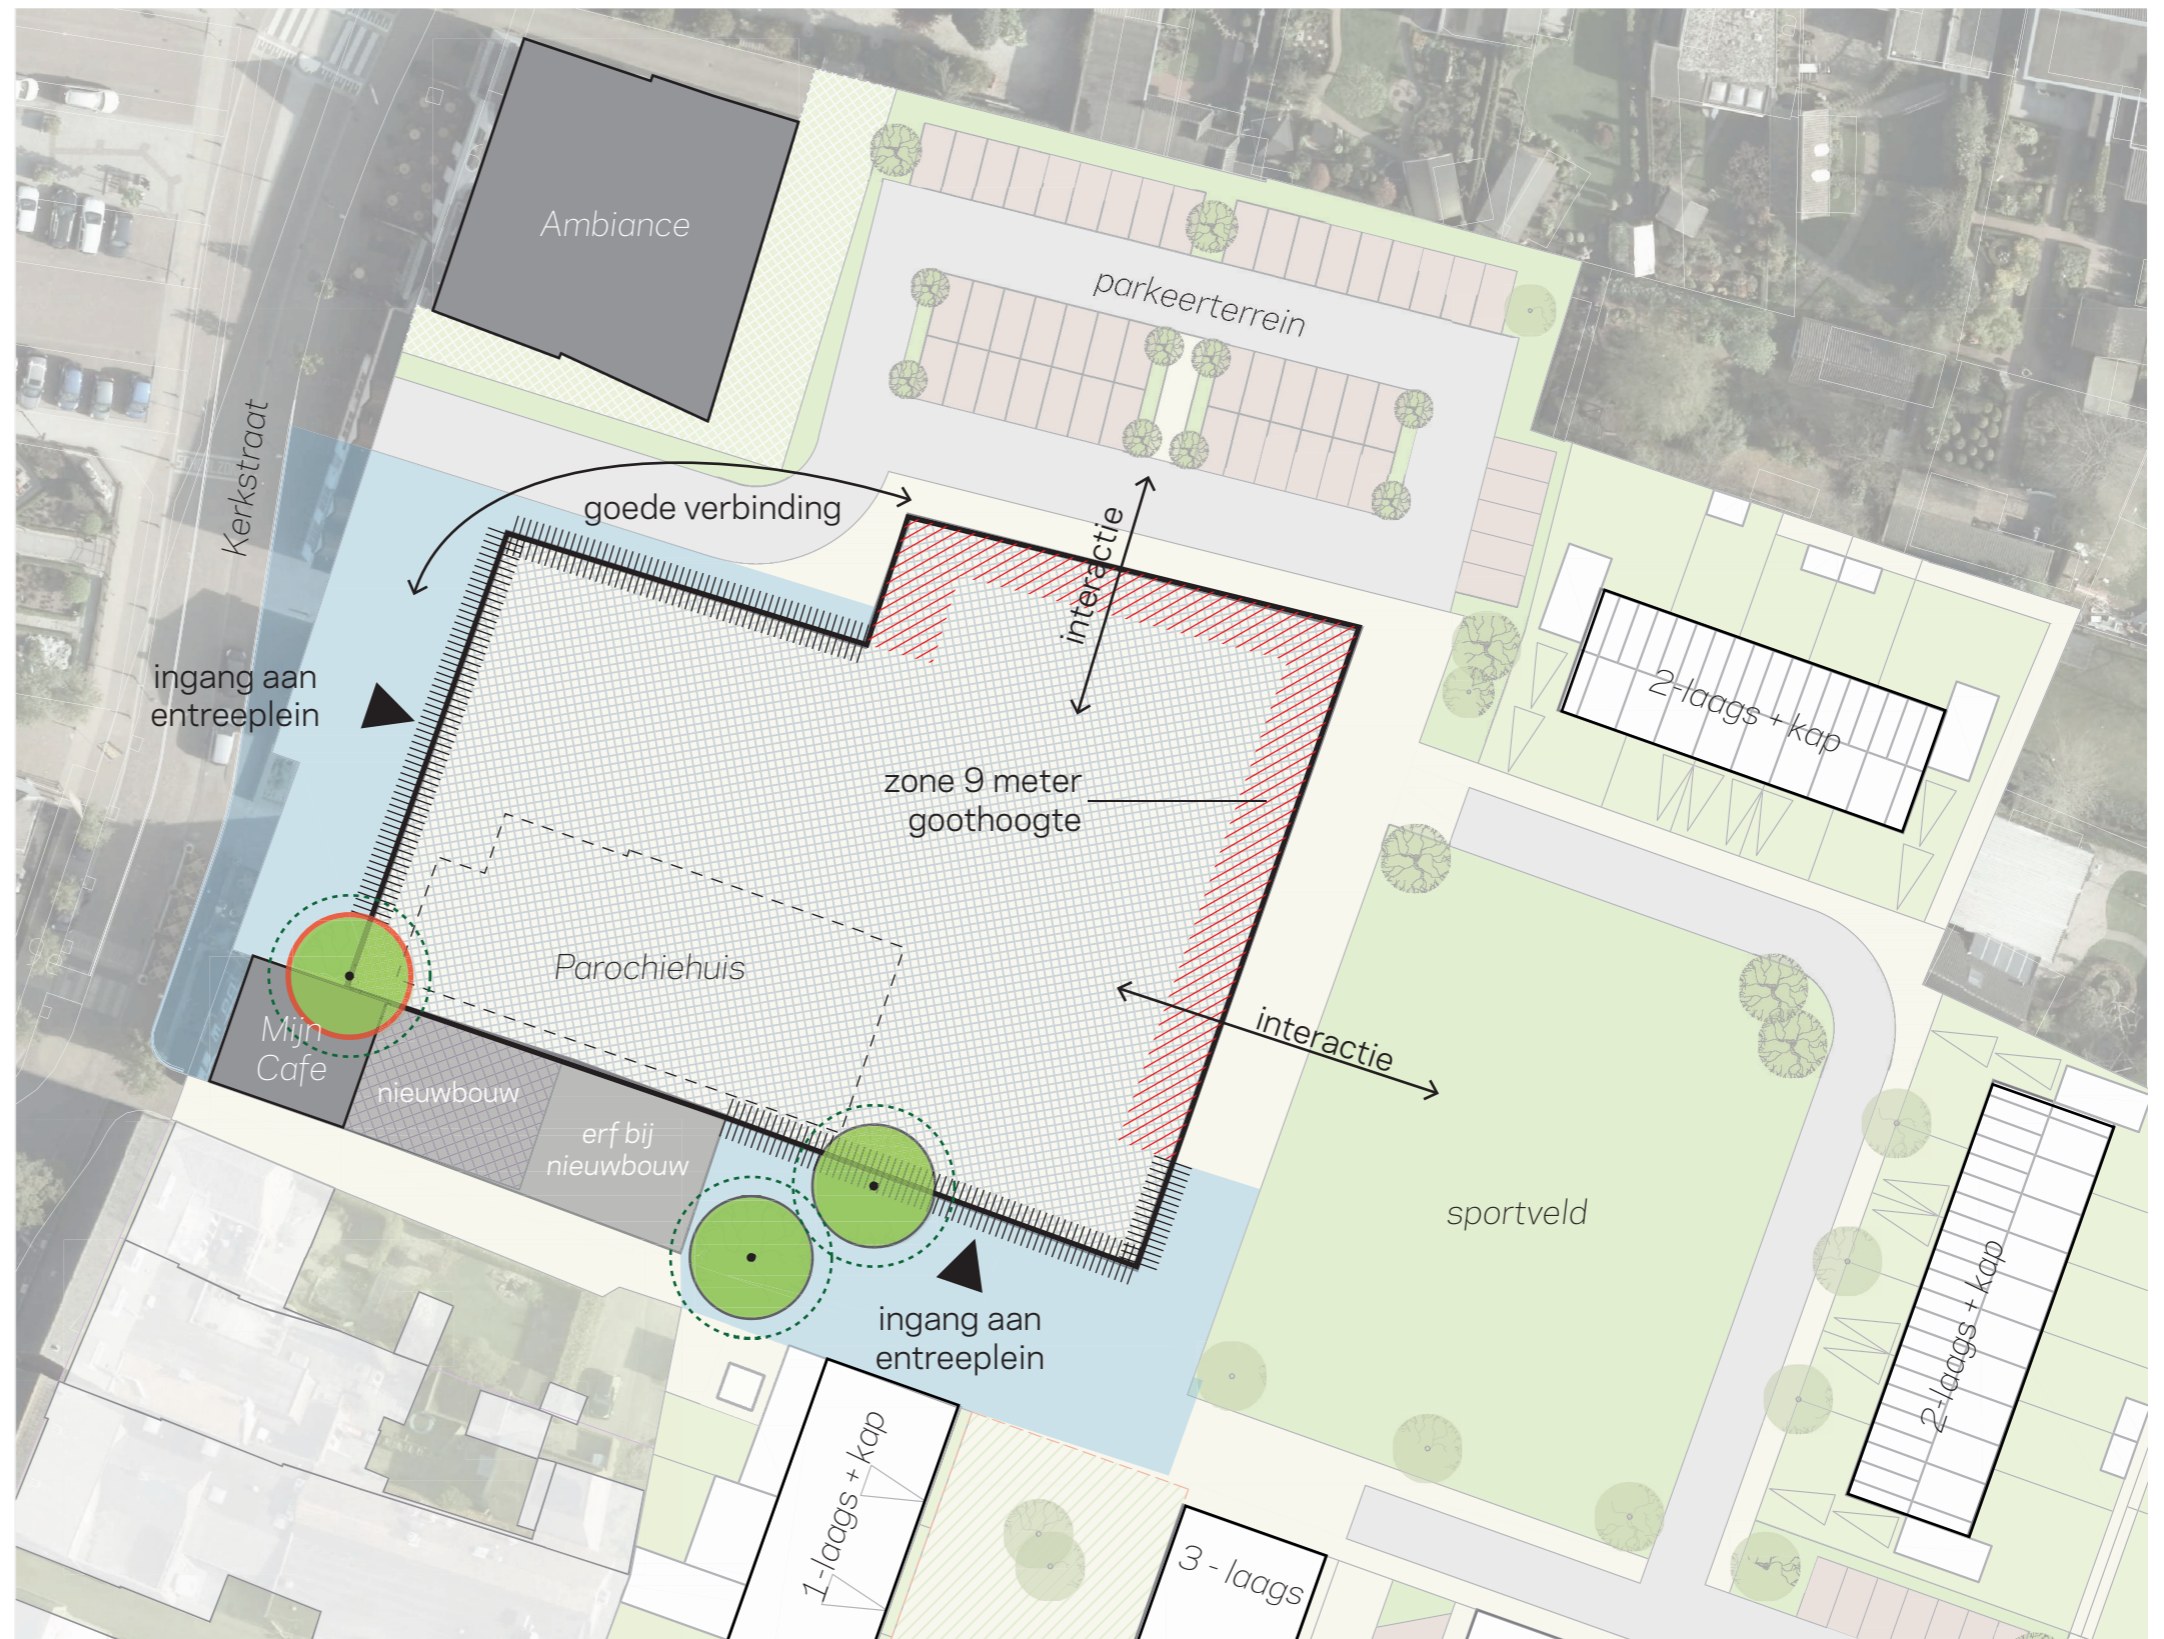 Ambiance
parkeerterrein
Kerkstraat
goede verbinding
interactie
ingang aan
entreeplein
2-laags + kap
zone 9 meter
goothoogte
Parochiehuis
interactie
Mijn
Cafe
nieuwbouw
erf bij
nieuwbouw
sportveld
ingang aan
entreeplein
2-laags + kap
1-laags + kap
3 - laags